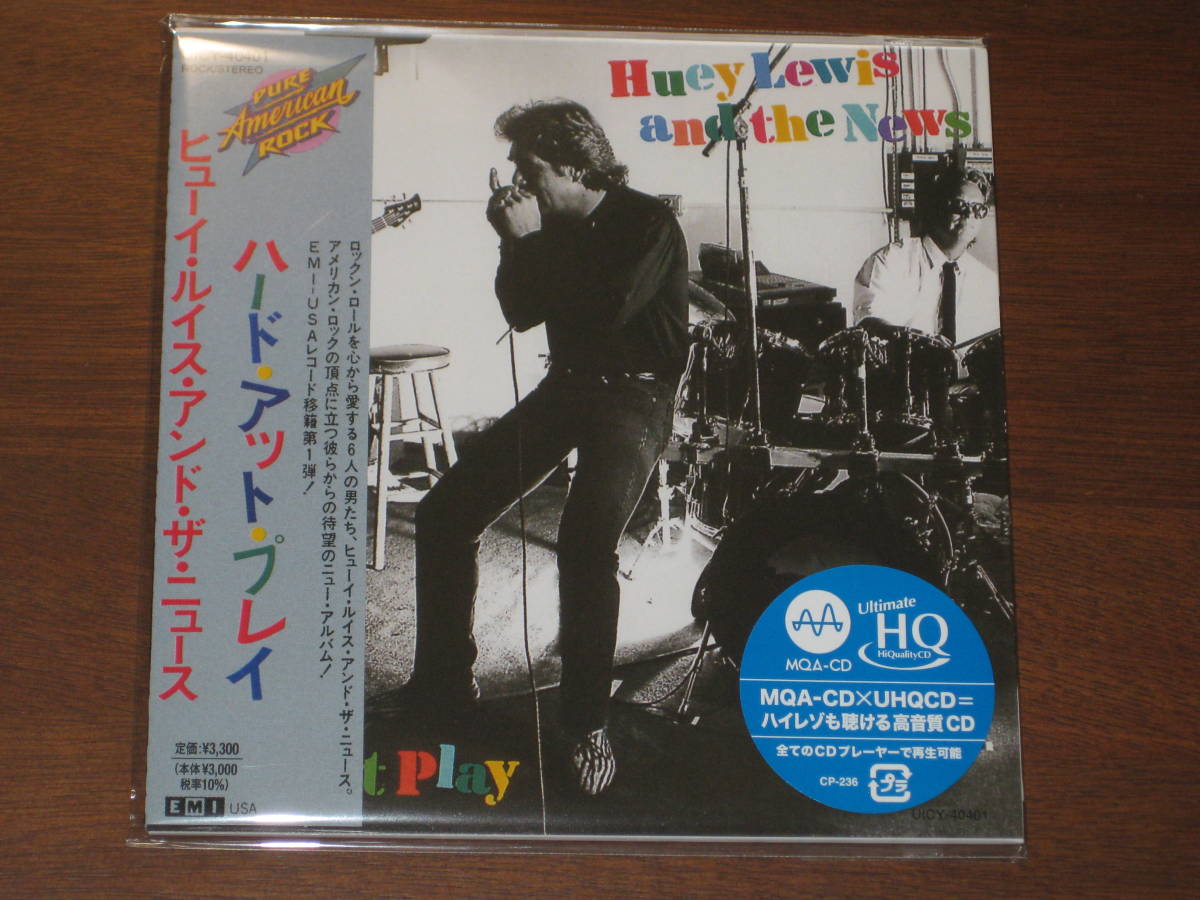 UICY-40401
ROCK/STEREO
PURE
American
ROCK
ヒューイ・ルイス・アンド・ザ・ニュース
ハード・アット・プレイ
ロックン・ロールを心から愛する6人の男たち、ヒューイ・ルイス・アンド・ザ・ニュース。
アメリカン・ロックの頂点に立つ彼らからの待望のニュー・アルバム!
EMI-USAレコード移籍第1弾!
定価:¥3,300
(本体¥3,000
税率10%)
EMI USA
Huey Lewis
and the News
t Play
MQA-CD
Ultimate
HQ
HiQualityCD
MQA-CD×UHQCD=
ハイレゾも聴ける高音質CD
全てのCDプレーヤーで再生可能
CP-236
プラ
UICY-40401